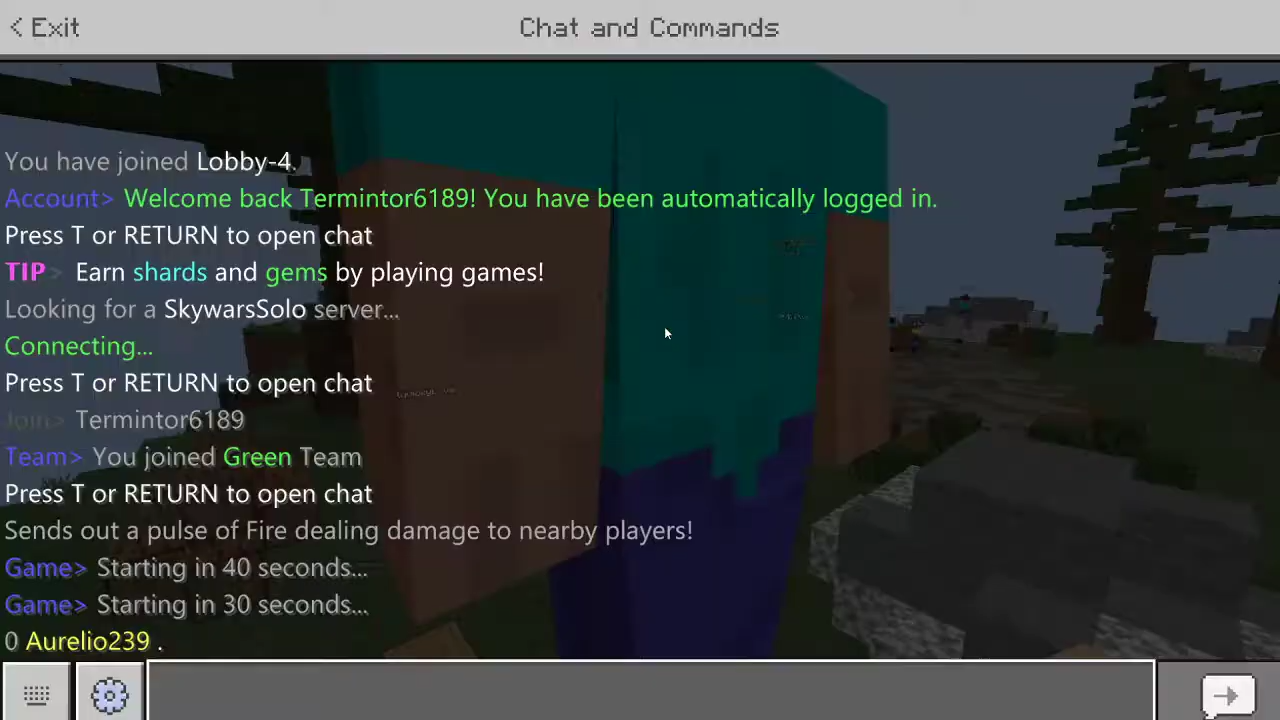 < Exit
Chat and Commands
You have joined Lobby-4.
Account> Welcome back Termintor6189! You have been automatically logged in.
Press T or RETURN to open chat
TIP > Earn shards and gems by playing games!
Looking for a SkywarsSolo server...
Connecting...
Press T or RETURN to open chat
Join> Termintor6189
Team> You joined Green Team
Press T or RETURN to open chat
Sends out a pulse of Fire dealing damage to nearby players!
Game> Starting in 40 seconds...
Game> Starting in 30 seconds...
0 Aurelio239 .